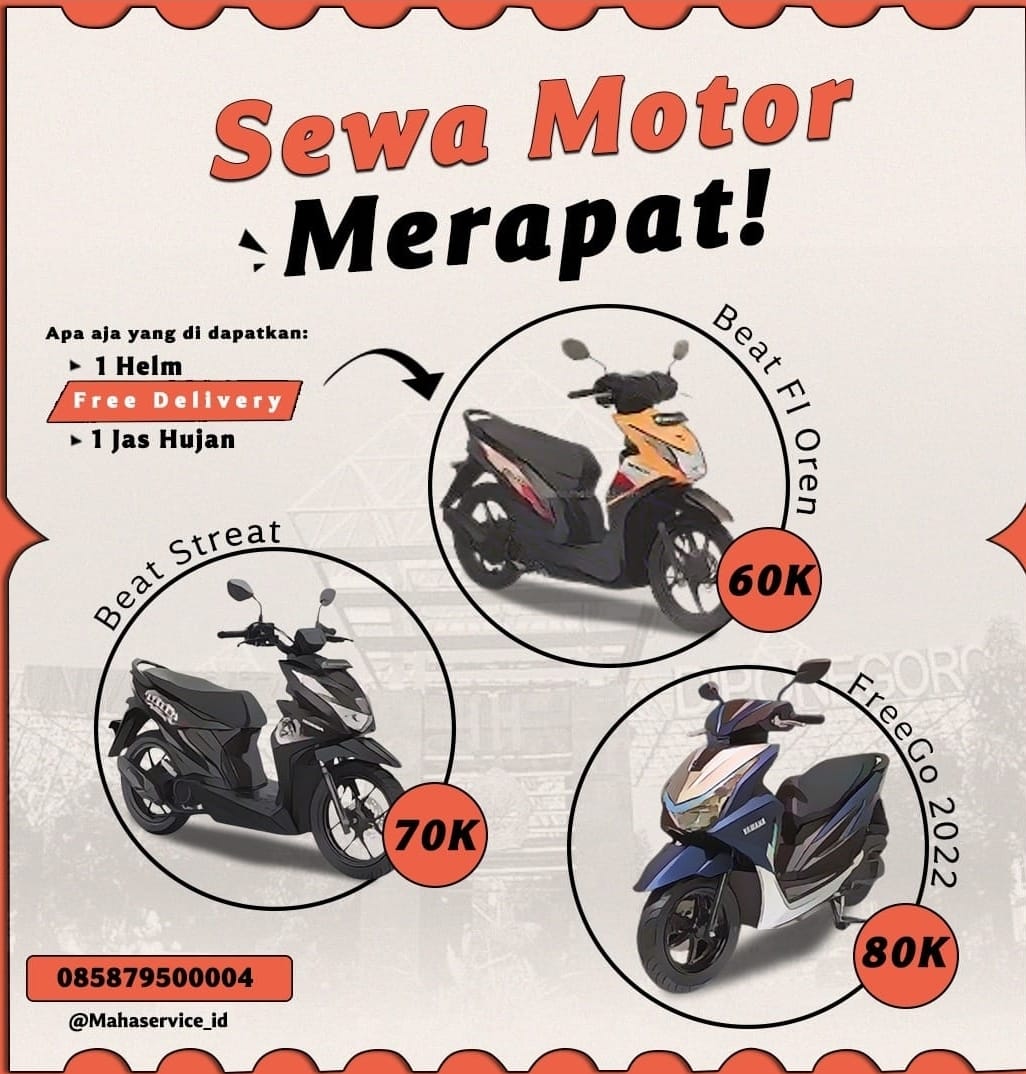 Sewa Motor
Merapat!
Apa aja yang di dapatkan:
1 Helm
Free Delivery
1 Jas Hujan
Beat FI Oren
60K
Beat Streat
70K
FreeGo 2022
YAMAHA
80K
085879500004
@Mahaservice_id